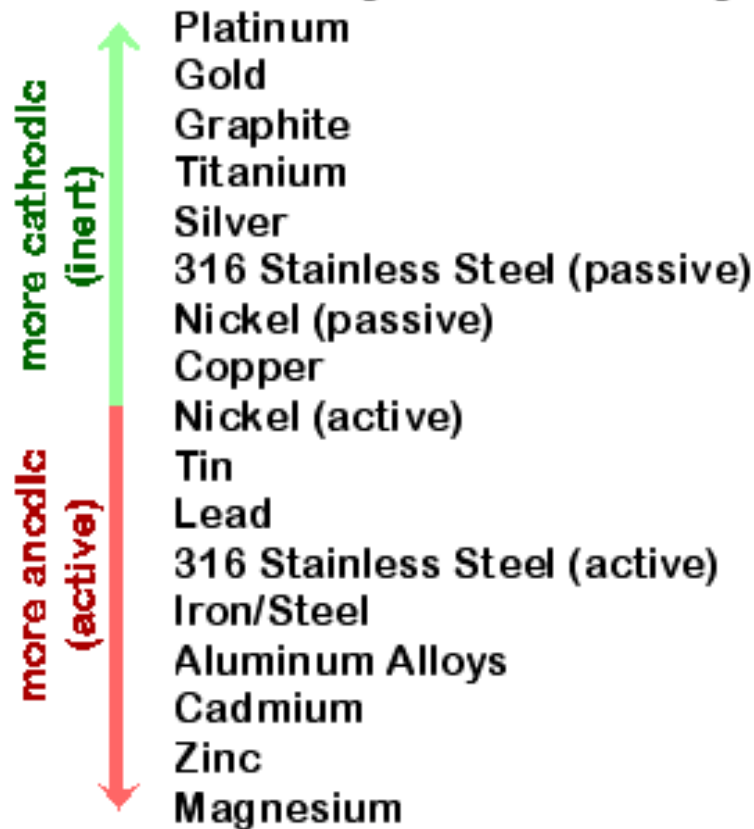 Platinum
Gold
Graphite
Titanium
Silver
316 Stainless Steel (passive)
Nickel (passive)
Copper
Nickel (active)
Tin
Lead
316 Stainless Steel (active)
Iron/Steel
Aluminum Alloys
Cadmium
Zinc
Magnesium
more cathodic
(inert)
more anodic
(active)